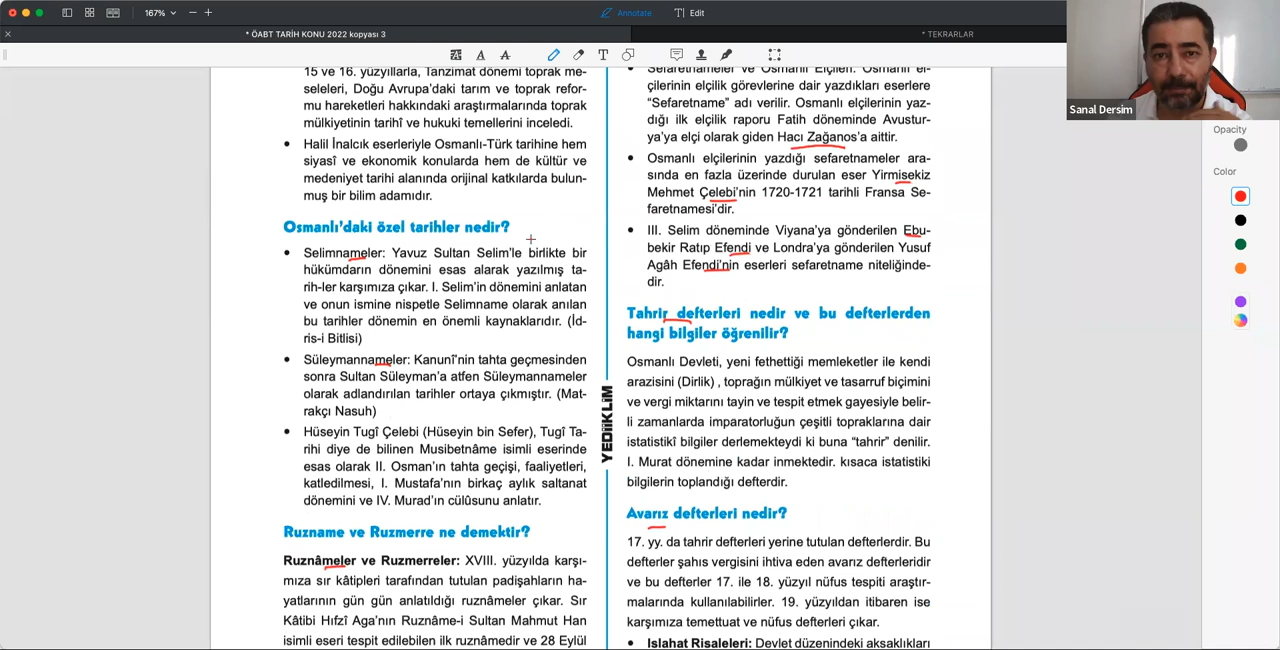 167%
Annotate
Edit
* ÖABT TARİH KONU 2022 kopyası 3
* TEKRARLAR
Sanal Dersim
Opacity
Color
15 ve 16. yüzyıllarla, Tanzimat dönemi toprak me-
seleleri, Doğu Avrupa'daki tarım ve toprak refor-
mu hareketleri hakkındaki araştırmalarında toprak
mülkiyetinin tarihî ve hukuki temellerini inceledi.
• Halil İnalcık eserleriyle Osmanlı-Türk tarihine hem
siyasî ve ekonomik konularda hem de kültür ve
medeniyet tarihi alanında orijinal katkılarda bulun-
muş bir bilim adamıdır.
Osmanlı'daki özel tarihler nedir?
• Selimnameler: Yavuz Sultan Selim'le birlikte bir
hükümdarın dönemini esas alarak yazılmış ta-
rih-ler karşımıza çıkar. I. Selim'in dönemini anlatan
ve onun ismine nispetle Selimname olarak anılan
bu tarihler dönemin en önemli kaynaklarıdır. (İd-
ris-i Bitlisi)
• Süleymannameler: Kanunî'nin tahta geçmesinden
sonra Sultan Süleyman'a atfen Süleymannameler
olarak adlandırılan tarihler ortaya çıkmıştır. (Mat-
rakçı Nasuh)
• Hüseyin Tugî Çelebi (Hüseyin bin Sefer), Tugî Ta-
rihi diye de bilinen Musibetnâme isimli eserinde
esas olarak II. Osman'ın tahta geçişi, faaliyetleri,
katledilmesi, I. Mustafa'nın birkaç aylık saltanat
dönemini ve IV. Murad'ın cülûsunu anlatır.
Ruzname ve Ruzmerre ne demektir?
Ruznâmeler ve Ruzmerreler: XVIII. yüzyılda karşı-
mıza sır kâtipleri tarafından tutulan padişahların ha-
yatlarının gün gün anlatıldığı ruznâmeler çıkar. Sır
Kâtibi Hıfzî Aga'nın Ruznâme-i Sultan Mahmut Han
isimli eseri tespit edilebilen ilk ruznâmedir ve 28 Eylül
YEDİİKLİM
• Sefaretnameler ve Osmanlı Elçileri: Osmanlı el-
çilerinin elçilik görevlerine dair yazdıkları eserlere
“Sefaretname” adı verilir. Osmanlı elçilerinin yaz-
dığı ilk elçilik raporu Fatih döneminde Avustur-
ya'ya elçi olarak giden Hacı Zağanos'a aittir.
• Osmanlı elçilerinin yazdığı sefaretnameler ara-
sında en fazla üzerinde durulan eser Yirmisekiz
Mehmet Çelebi'nin 1720-1721 tarihli Fransa Se-
faretnamesi'dir.
• III. Selim döneminde Viyana'ya gönderilen Ebu-
bekir Ratıp Efendi ve Londra'ya gönderilen Yusuf
Agâh Efendi'nin eserleri sefaretname niteliğinde-
dir.
Tahrir defterleri nedir ve bu defterlerden
hangi bilgiler öğrenilir?
Osmanlı Devleti, yeni fethettiği memleketler ile kendi
arazisini (Dirlik) , toprağın mülkiyet ve tasarruf biçimini
ve vergi miktarını tayin ve tespit etmek gayesiyle belir-
li zamanlarda imparatorluğun çeşitli topraklarına dair
istatistikî bilgiler derlemekteydi ki buna “tahrir” denilir.
I. Murat dönemine kadar inmektedir. kısaca istatistiki
bilgilerin toplandığı defterdir.
Avarız defterleri nedir?
17. yy. da tahrir defterleri yerine tutulan defterlerdir. Bu
defterler şahıs vergisini ihtiva eden avarız defterleridir
ve bu defterler 17. ile 18. yüzyıl nüfus tespiti araştır-
malarında kullanılabilirler. 19. yüzyıldan itibaren ise
karşımıza temettuat ve nüfus defterleri çıkar.
• Islahat Risaleleri: Devlet düzenindeki aksaklıkları